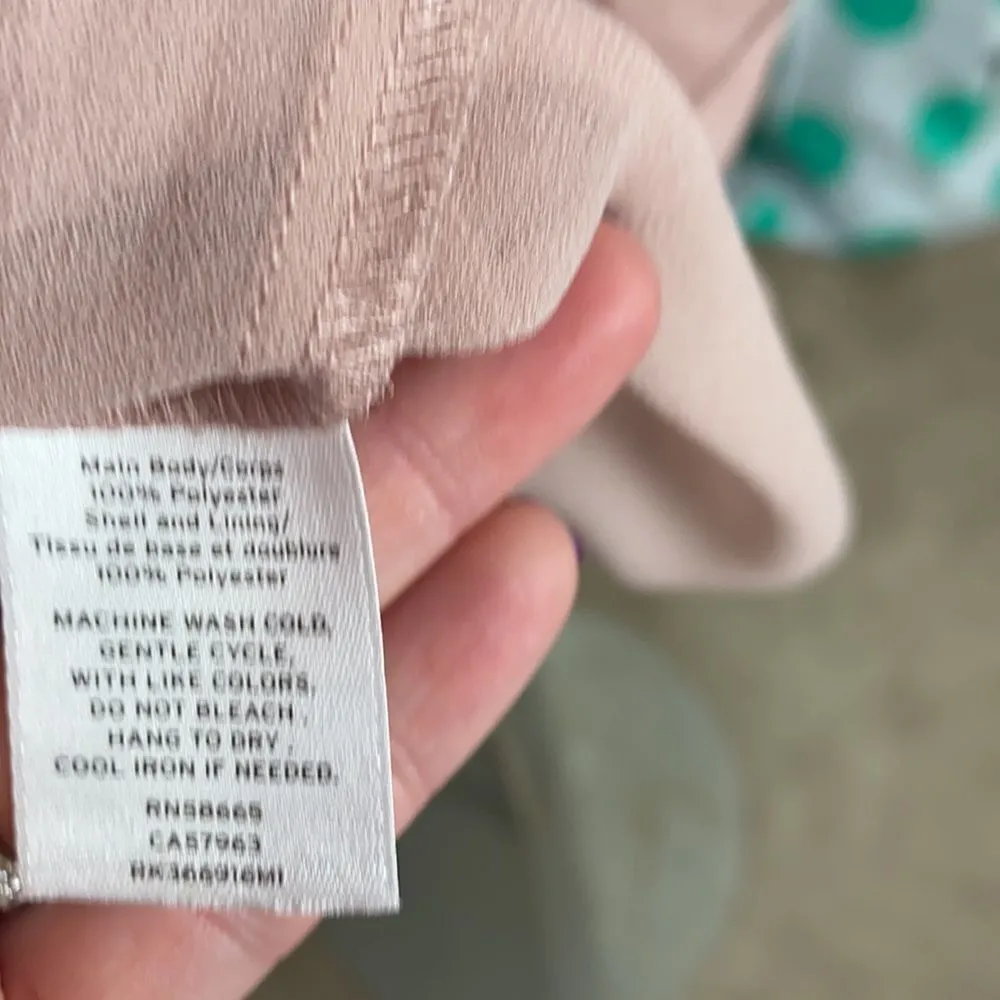 Main Body/Corps
100% Polyester
Shell and Lining/
Tissu de base et doublure
100% Polyester
MACHINE WASH COLD,
GENTLE CYCLE,
WITH LIKE COLORS,
DO NOT BLEACH ,
HANG TO DRY ,
COOL IRON IF NEEDED.
RN58665
CA57963
RK366916MI